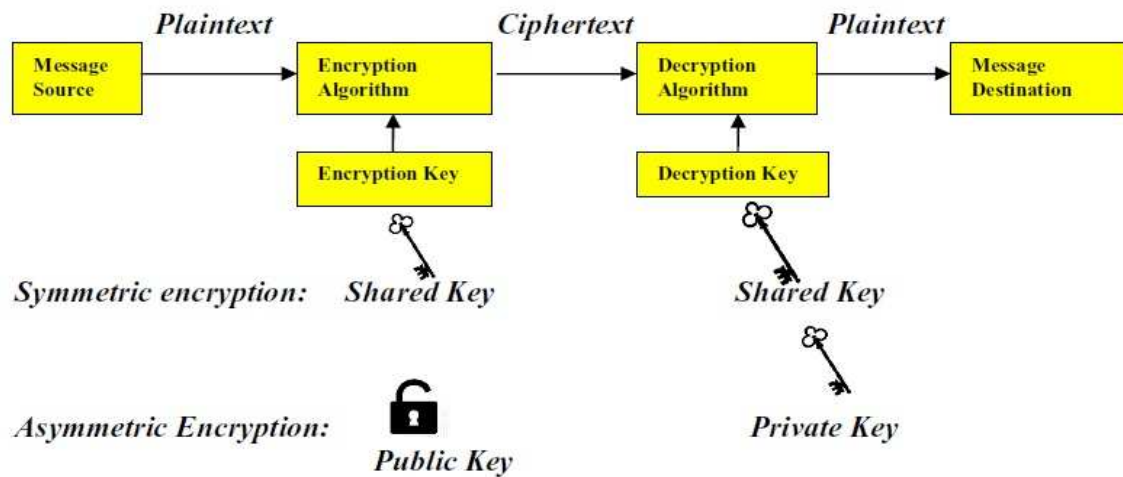 Plaintext Ciphertext Plaintext
Message Encryption Decryption Message
Source Algorithm Algorithm Destination
Encryption Key Decryption Key
Symmetric encryption: Shared Key Shared Key
Asymmetric Encryption: Private Key
Public Key